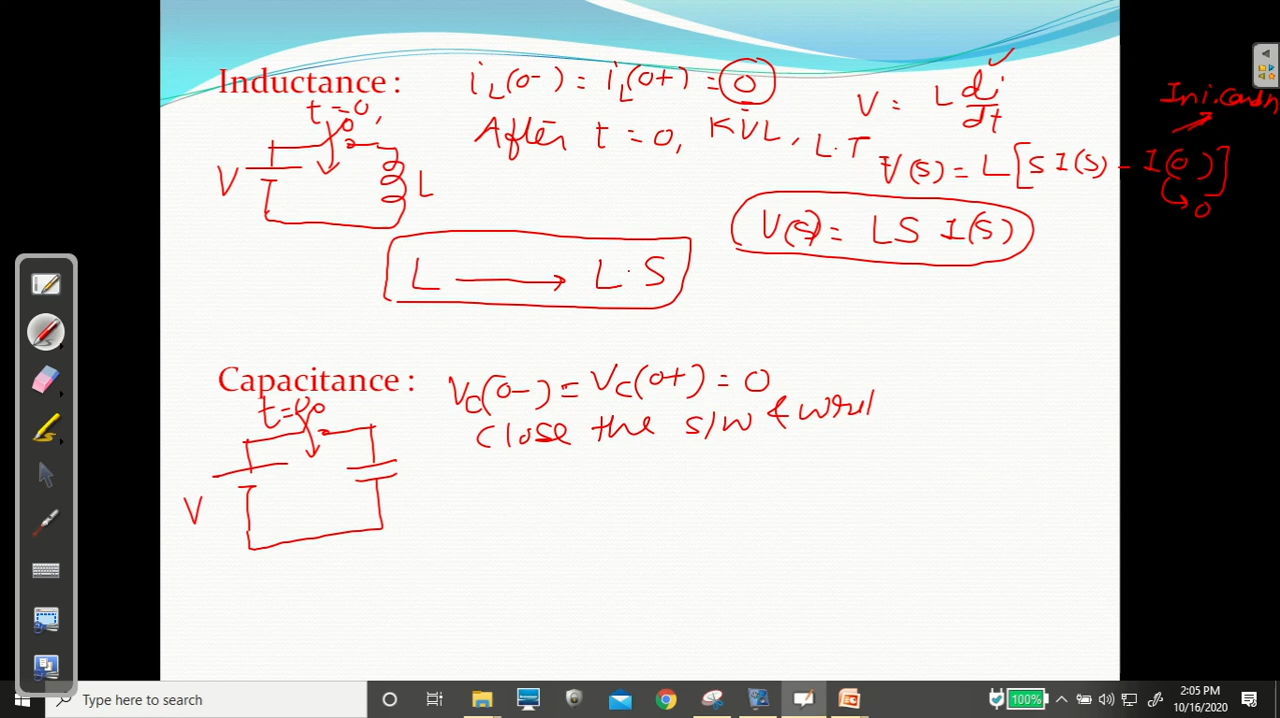 Inductance : iL(0-) = iL(0+) = 0
V = L di/dt
Ini. Condn
t=0,
After t = 0, KVL, L.T
V(s) = L[S I(s) - I(0)]
→ 0
V L
V(s) = LS I(s)
L → L.S
Capacitance : Vc(0-) = Vc(0+) = 0
t=0
close the s/w &
V
Type here to search
100%
2:05 PM
10/16/2020